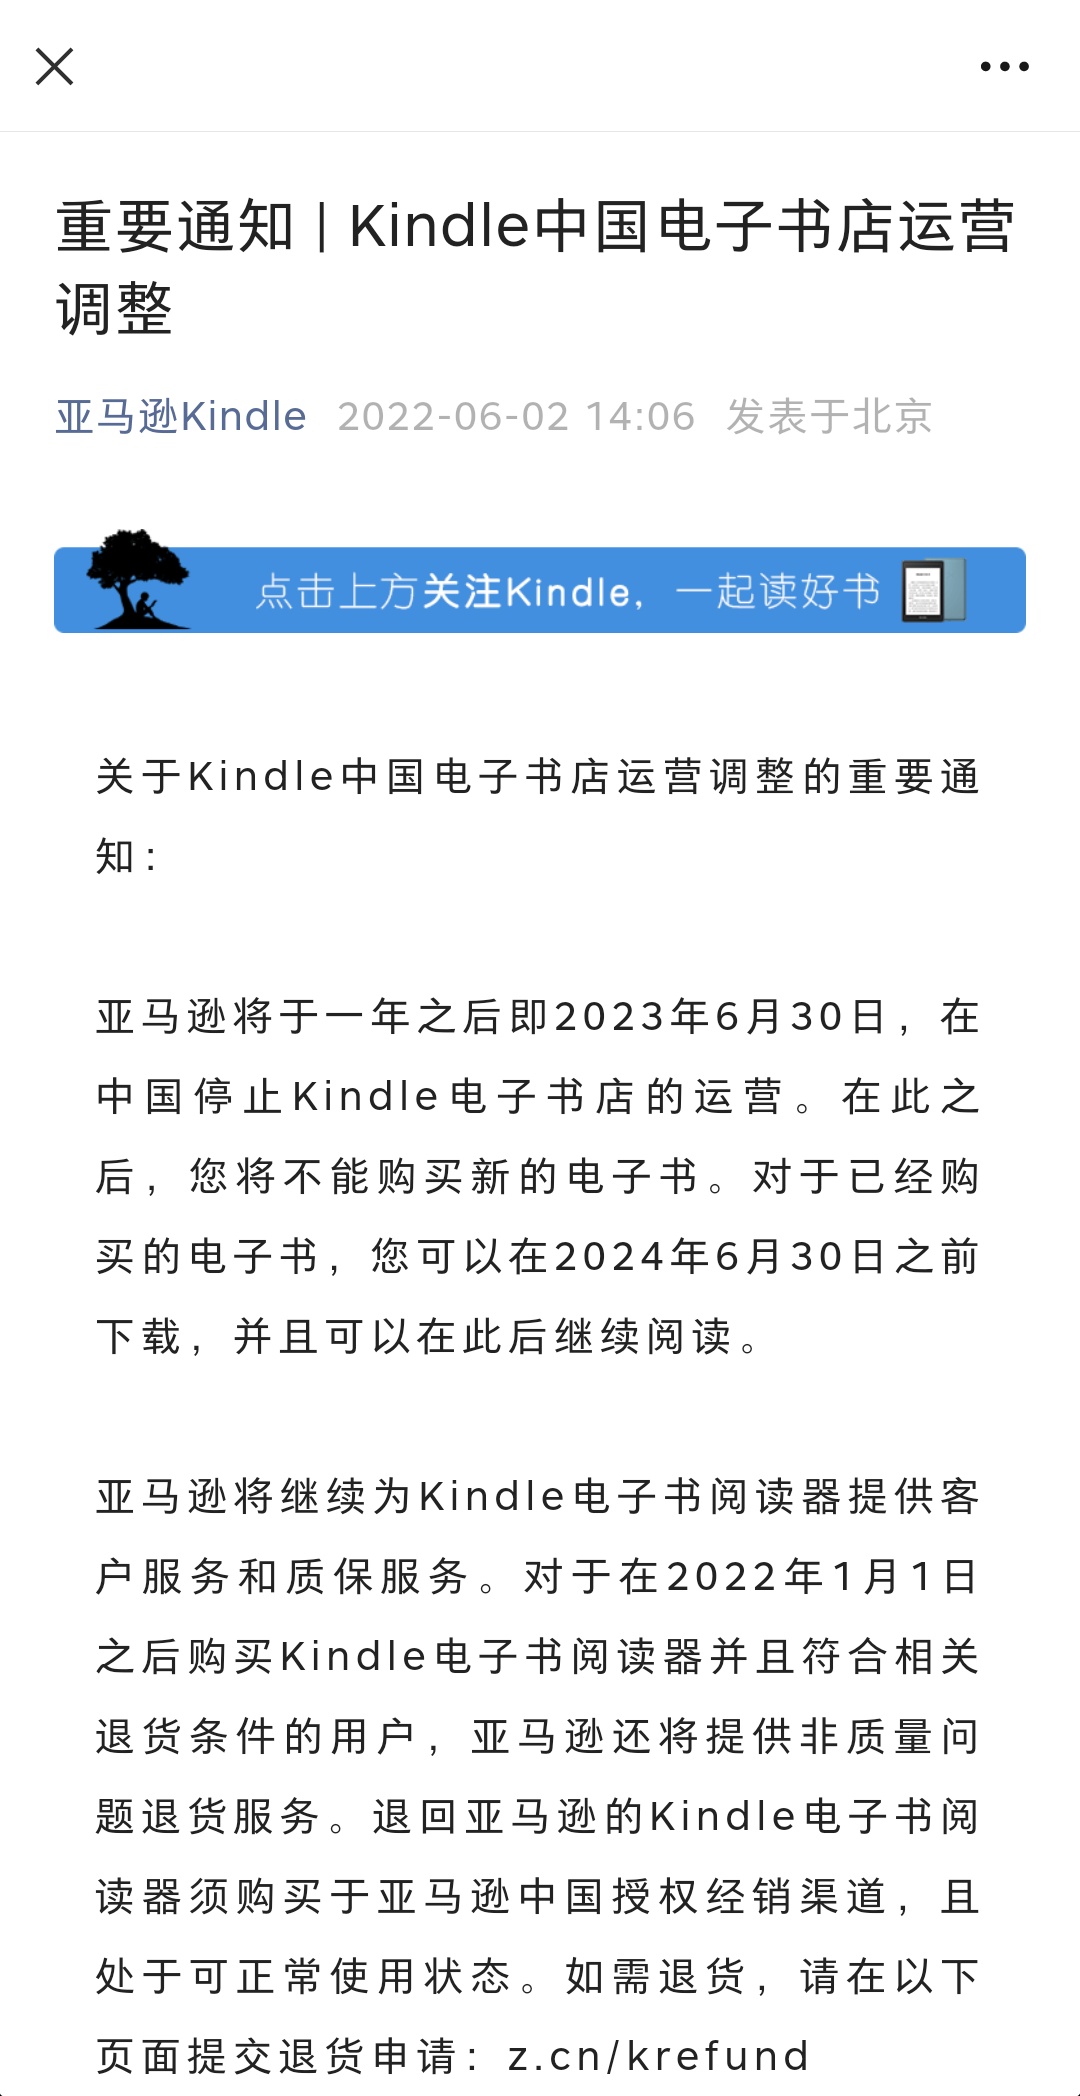 重要通知 | Kindle中国电子书店运营
调整
亚马逊Kindle 2022-06-02 14:06 发表于北京
点击上方关注Kindle，一起读好书
关于Kindle中国电子书店运营调整的重要通
知：
亚马逊将于一年之后即2023年6月30日，在
中国停止Kindle电子书店的运营。在此之
后，您将不能购买新的电子书。对于已经购
买的电子书，您可以在2024年6月30日之前
下载，并且可以在此后继续阅读。
亚马逊将继续为Kindle电子书阅读器提供客
户服务和质保服务。对于在2022年1月1日
之后购买Kindle电子书阅读器并且符合相关
退货条件的用户，亚马逊还将提供非质量问
题退货服务。退回亚马逊的Kindle电子书阅
读器须购买于亚马逊中国授权经销渠道，且
处于可正常使用状态。如需退货，请在以下
页面提交退货申请：z.cn/krefund